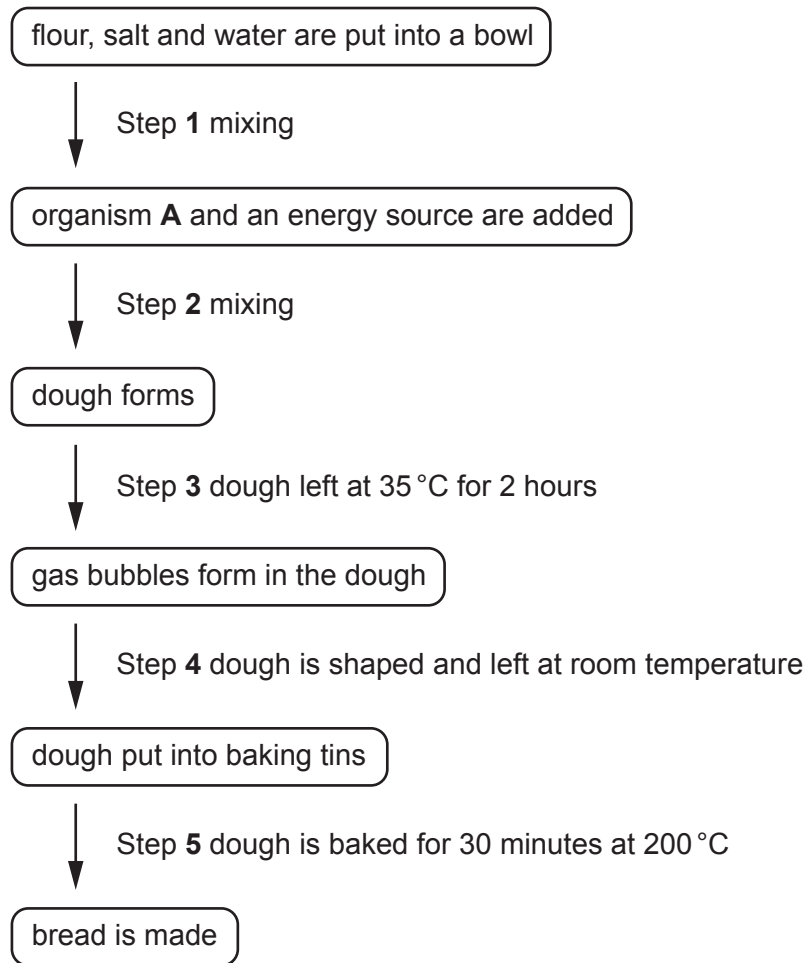 flour, salt and water are put into a bowl
Step 1 mixing
organism A and an energy source are added
Step 2 mixing
dough forms
Step 3 dough left at 35 °C for 2 hours
gas bubbles form in the dough
Step 4 dough is shaped and left at room temperature
dough put into baking tins
Step 5 dough is baked for 30 minutes at 200 °C
bread is made